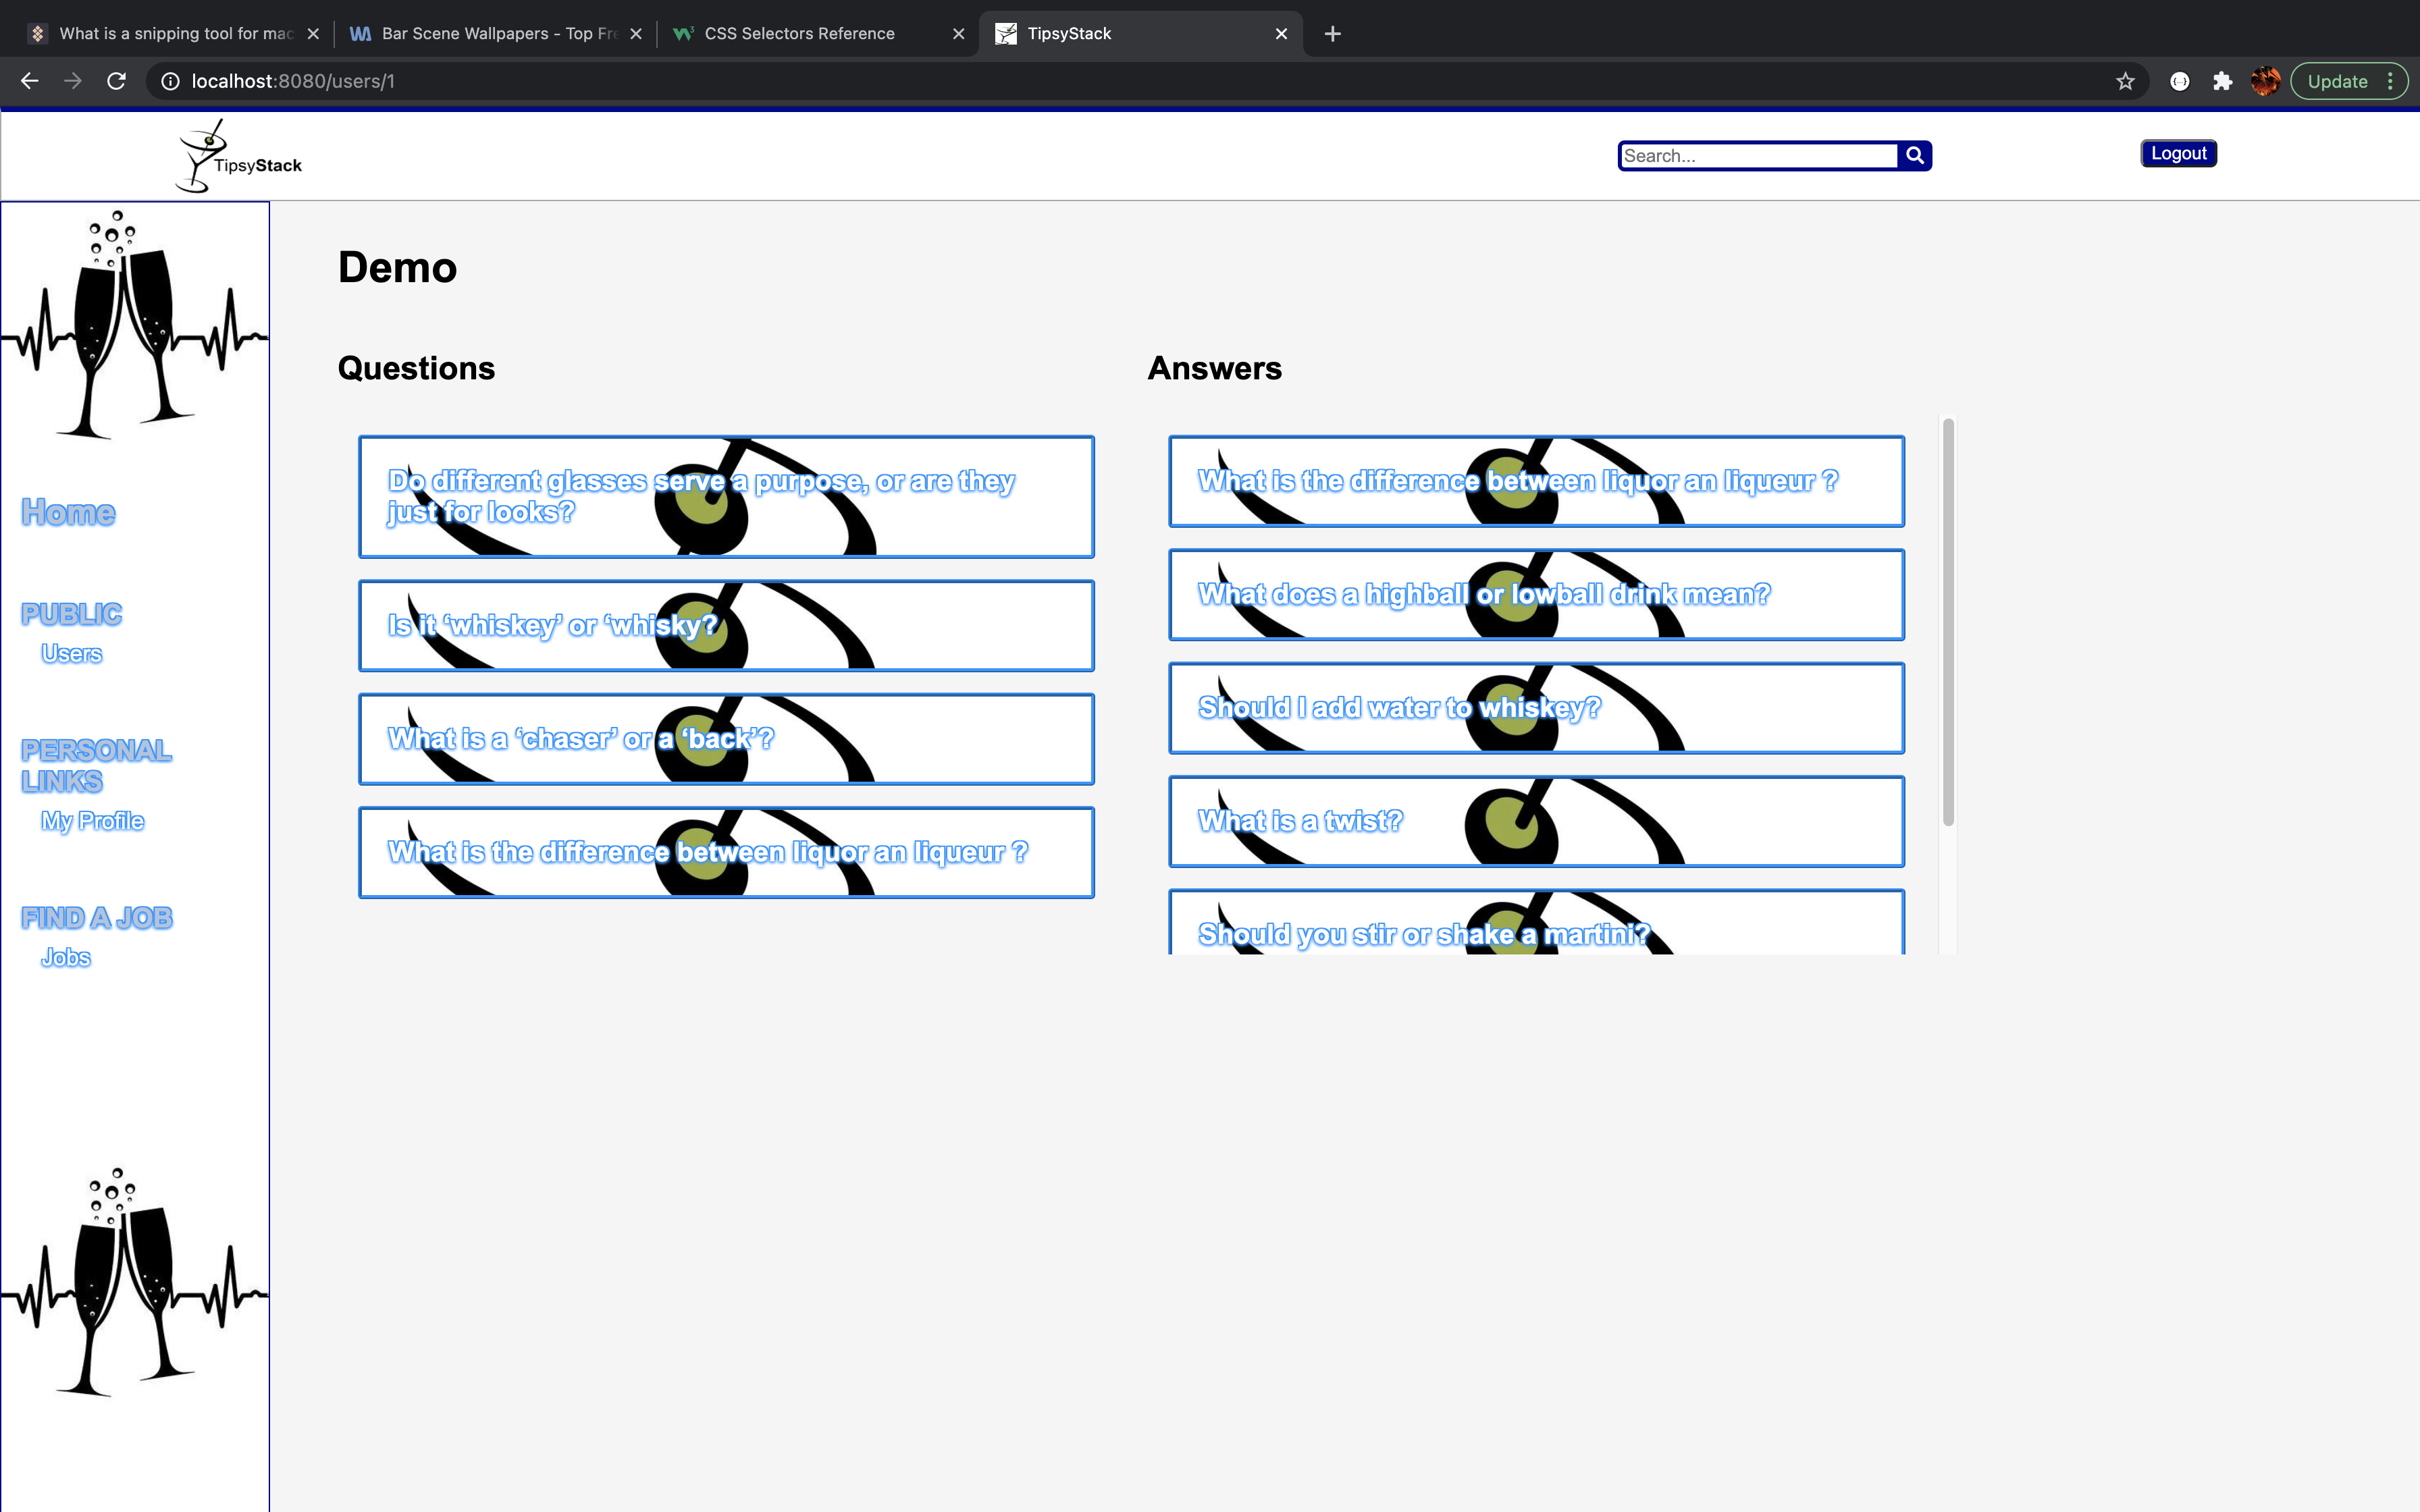 What is a snipping tool for mac
Bar Scene Wallpapers - Top Fre
CSS Selectors Reference
TipsyStack
localhost:8080/users/1
Update
TipsyStack
Search...
Logout
Home
PUBLIC
Users
PERSONAL
LINKS
My Profile
FIND A JOB
Jobs
Demo
Questions
Do different glasses serve a purpose, or are they
just for looks?
Is it ‘whiskey’ or ‘whisky?
What is a ‘chaser’ or a ‘back’?
What is the difference between liquor an liqueur ?
Answers
What is the difference between liquor an liqueur ?
What does a highball or lowball drink mean?
Should I add water to whiskey?
What is a twist?
Should you stir or shake a martini?